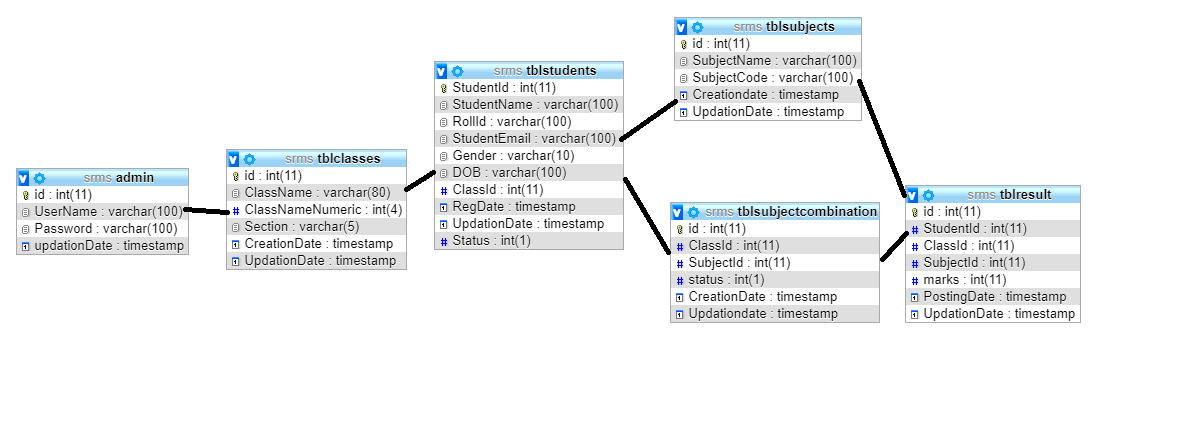 srms admin
id : int(11)
UserName : varchar(100)
Password : varchar(100)
updationDate : timestamp
srms tblclasses
id : int(11)
ClassName : varchar(80)
ClassNameNumeric : int(4)
Section : varchar(5)
CreationDate : timestamp
UpdationDate : timestamp
srms tblstudents
StudentId : int(11)
StudentName : varchar(100)
RollId : varchar(100)
StudentEmail : varchar(100)
Gender : varchar(10)
DOB : varchar(100)
ClassId : int(11)
RegDate : timestamp
UpdationDate : timestamp
Status : int(1)
srms tblsubjects
id : int(11)
SubjectName : varchar(100)
SubjectCode : varchar(100)
Creationdate : timestamp
UpdationDate : timestamp
srms tblsubjectcombination
id : int(11)
ClassId : int(11)
SubjectId : int(11)
status : int(1)
CreationDate : timestamp
Updationdate : timestamp
srms tblresult
id : int(11)
StudentId : int(11)
ClassId : int(11)
SubjectId : int(11)
marks : int(11)
PostingDate : timestamp
UpdationDate : timestamp